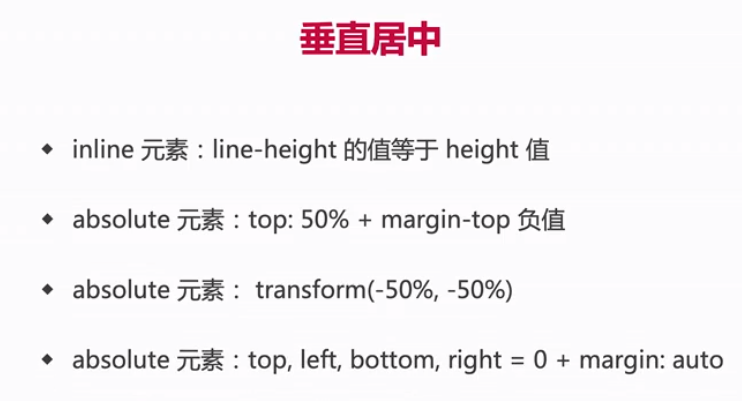 垂直居中
◆ inline 元素：line-height 的值等于 height 值
◆ absolute 元素：top: 50% + margin-top 负值
◆ absolute 元素： transform(-50%, -50%)
◆ absolute 元素：top, left, bottom, right = 0 + margin: auto